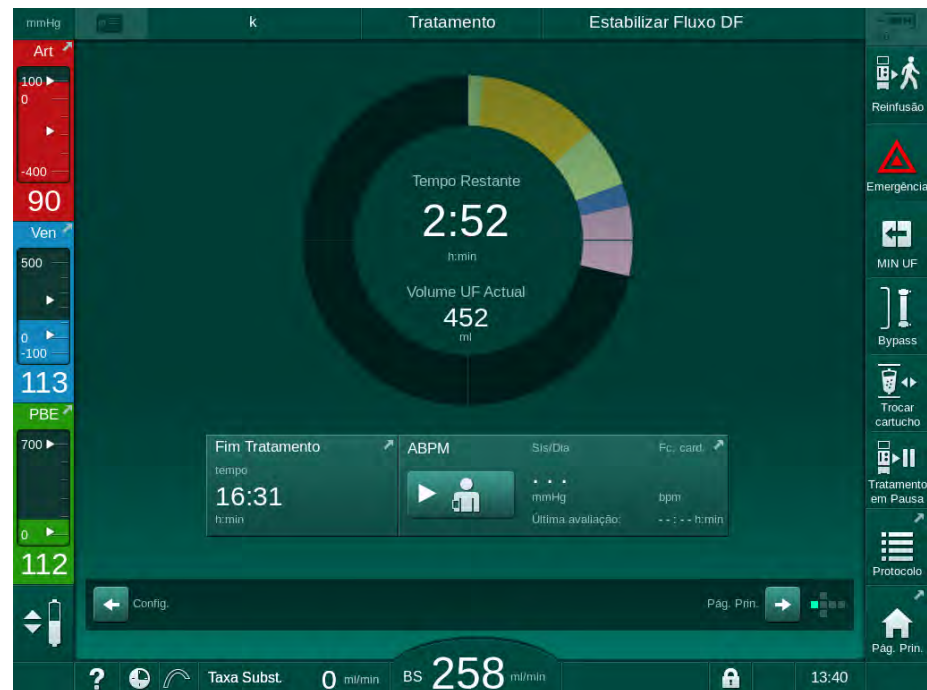 mmHg
k
Tratamento
Estabilizar Fluxo DF
Art
100
0
-400
90
Ven
500
0
-100
113
PBE
700
0
112
Tempo Restante
2:52
h:min
Volume UF Actual
452
ml
Fim Tratamento
tempo
16:31
h:min
ABPM
Sis/Dia
Fc. card.
. . .
mmHg
bpm
Última avaliação:
--:-- h:min
Config.
Pág. Prin.
Reinfusão
Emergência
MIN UF
Bypass
Trocar
cartucho
Tratamento
em Pausa
Protocolo
Pág. Prin.
? Taxa Subst. 0 ml/min BS 258 ml/min 13:40